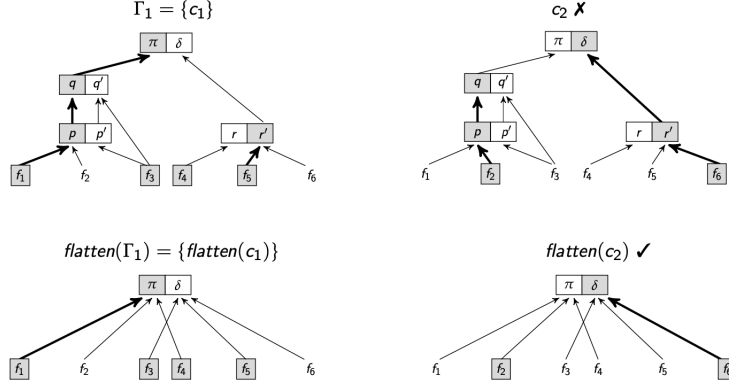 Γ₁ = {c₁}
c₂ ✗
π δ
π δ
q q′
q q′
p p′
r r′
p p′
r r′
f₁ f₂ f₃ f₄ f₅ f₆
f₁ f₂ f₃ f₄ f₅ f₆
flatten(Γ₁) = {flatten(c₁)}
flatten(c₂) ✓
π δ
π δ
f₁ f₂ f₃ f₄ f₅ f₆
f₁ f₂ f₃ f₄ f₅ f₆